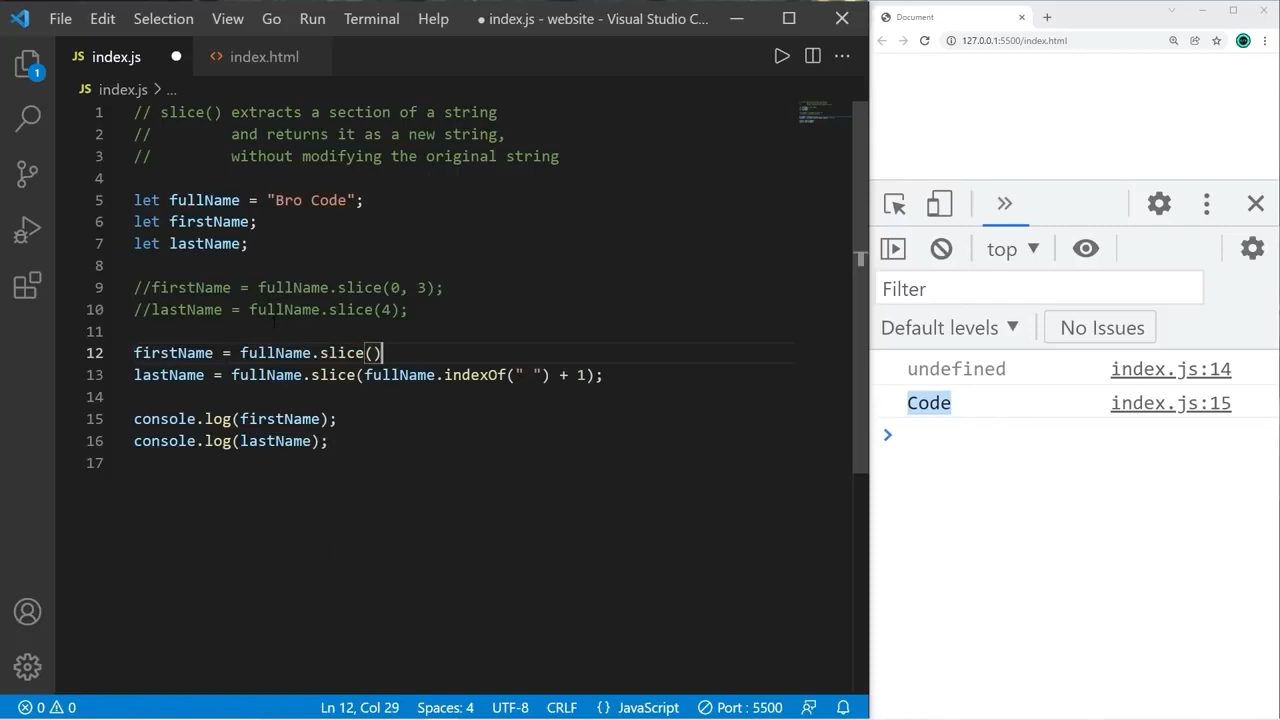 File Edit Selection View Go Run Terminal Help ● index.js - website - Visual Studio C...
JS index.js ● <> index.html
JS index.js > ...
1 // slice() extracts a section of a string
2 // and returns it as a new string,
3 // without modifying the original string
4
5 let fullName = "Bro Code";
6 let firstName;
7 let lastName;
8
9 //firstName = fullName.slice(0, 3);
10 //lastName = fullName.slice(4);
11
12 firstName = fullName.slice()
13 lastName = fullName.slice(fullName.indexOf(" ") + 1);
14
15 console.log(firstName);
16 console.log(lastName);
17
1
0 0 Ln 12, Col 29 Spaces: 4 UTF-8 CRLF {} JavaScript Port : 5500
Document
127.0.0.1:5500/index.html
top
Filter
Default levels No Issues
undefined index.js:14
Code index.js:15